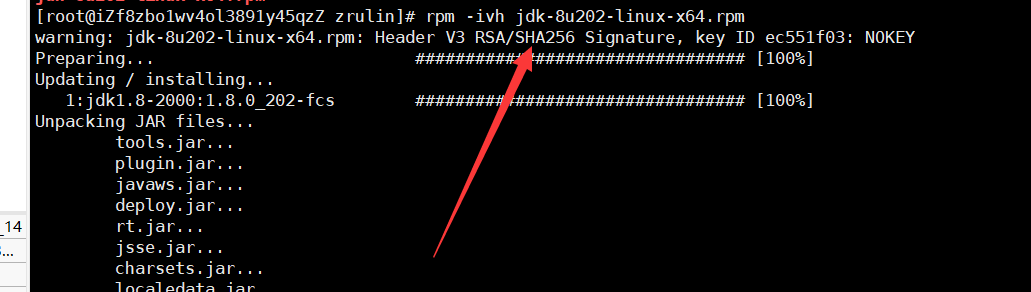 [root@iZf8zbo1wv4ol3891y45qzZ zrulin]# rpm -ivh jdk-8u202-linux-x64.rpm
warning: jdk-8u202-linux-x64.rpm: Header V3 RSA/SHA256 Signature, key ID ec551f03: NOKEY
Preparing... ################################# [100%]
Updating / installing...
1:jdk1.8-2000:1.8.0_202-fcs ################################# [100%]
Unpacking JAR files...
tools.jar...
plugin.jar...
javaws.jar...
deploy.jar...
_14
rt.jar...
jsse.jar...
charsets.jar...
localedata.jar